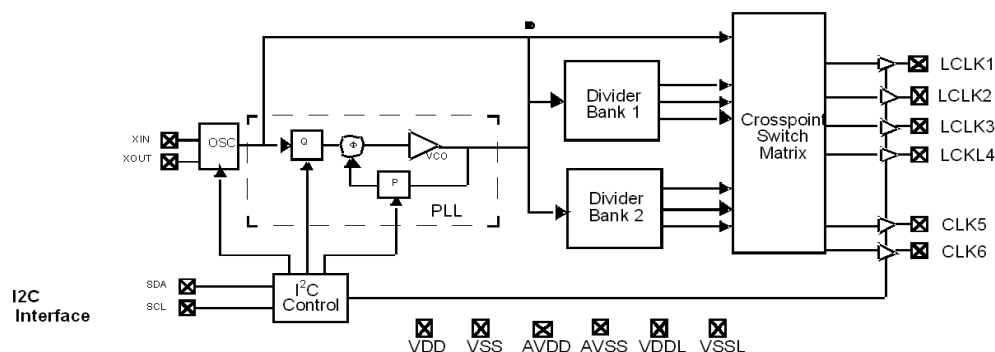 LCLK1
LCLK2
LCLK3
LCKL4
CLK5
CLK6
Divider
Bank 1
Divider
Bank 2
Crosspoint
Switch
Matrix
XIN
XOUT
OSC
Q
Φ
VCO
P
PLL
SDA
SCL
I2C
Interface
I²C
Control
VDD
VSS
AVDD
AVSS
VDDL
VSSL